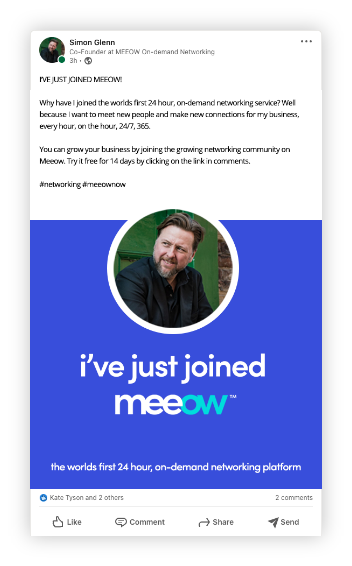 Simon Glenn
Co-Founder at MEEOW On-demand Networking
3h •
I'VE JUST JOINED MEEOW!
Why have I joined the worlds first 24 hour, on-demand networking service? Well
because I want to meet new people and make new connections for my business,
every hour, on the hour, 24/7, 365.
You can grow your business by joining the growing networking community on
Meeow. Try it free for 14 days by clicking on the link in comments.
#networking #meeownow
i've just joined
meeow™
the worlds first 24 hour, on-demand networking platform
Kate Tyson and 2 others 2 comments
Like Comment Share Send